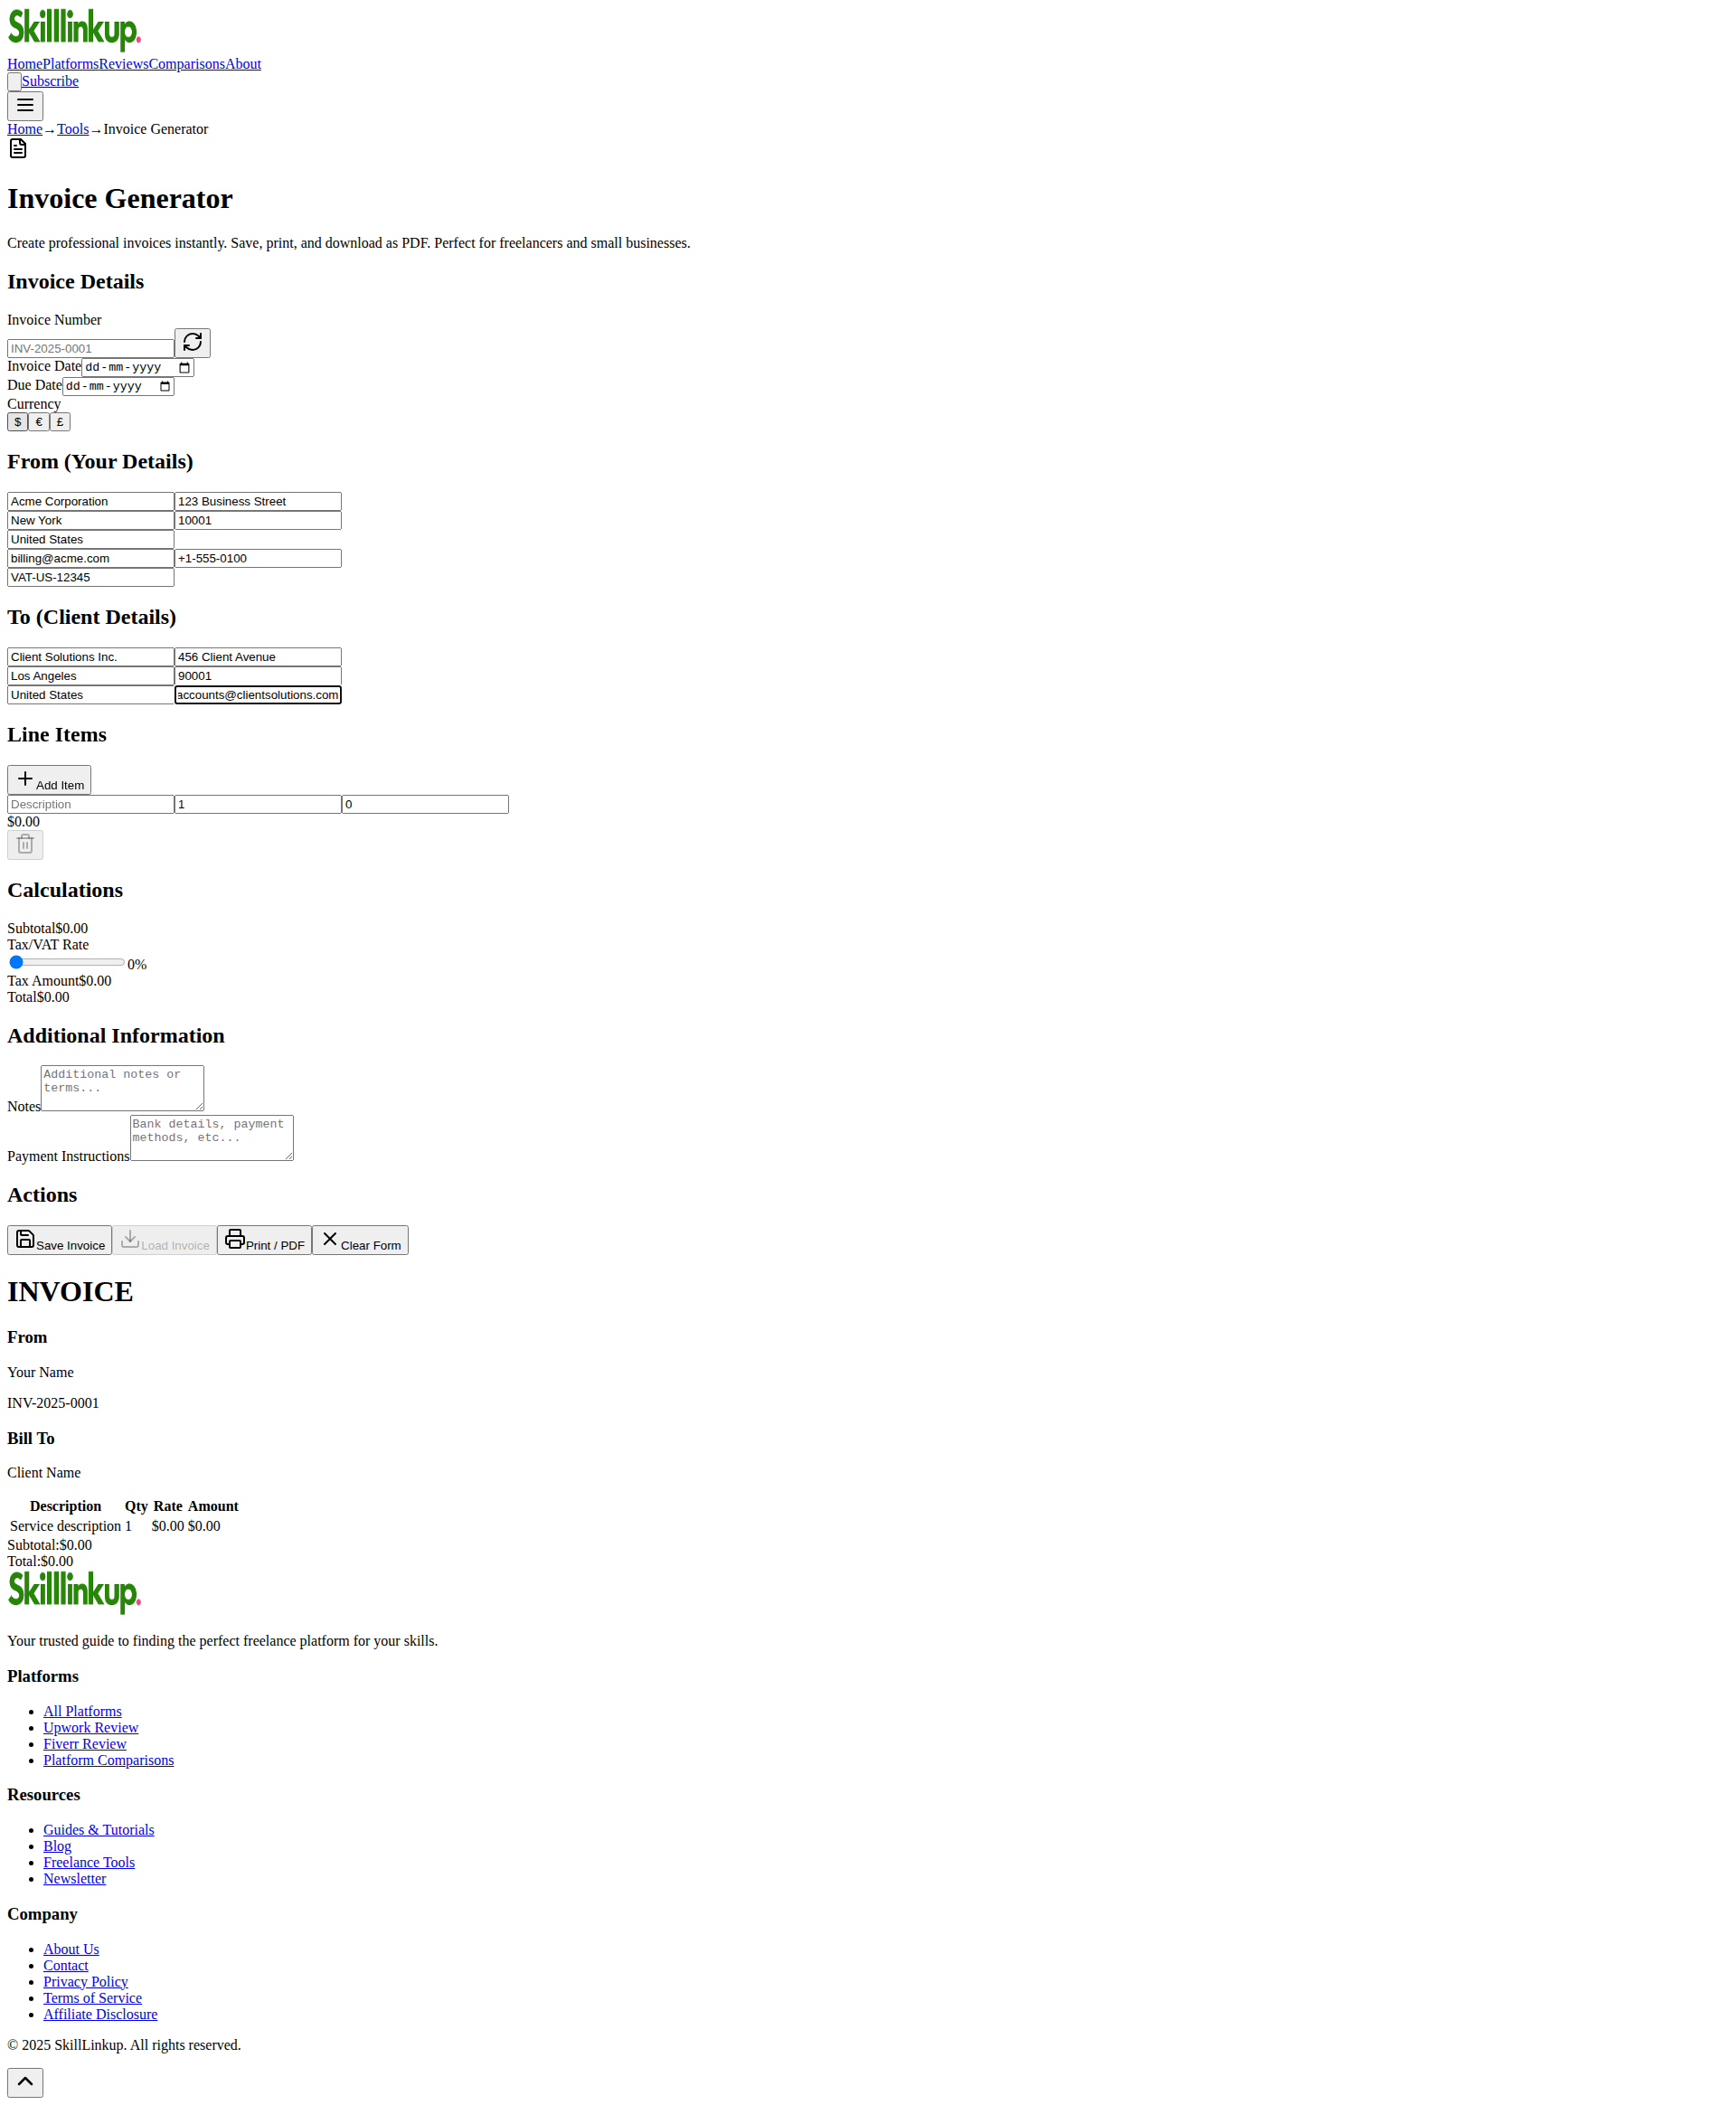 Skilllinkup.
HomePlatformsReviewsComparisonsAbout
Subscribe
Home→Tools→Invoice Generator
Invoice Generator
Create professional invoices instantly. Save, print, and download as PDF. Perfect for freelancers and small businesses.
Invoice Details
Invoice Number
INV-2025-0001
Invoice Date dd-mm-yyyy
Due Date dd-mm-yyyy
Currency
$ € £
From (Your Details)
Acme Corporation 123 Business Street
New York 10001
United States
billing@acme.com +1-555-0100
VAT-US-12345
To (Client Details)
Client Solutions Inc. 456 Client Avenue
Los Angeles 90001
United States accounts@clientsolutions.com
Line Items
Add Item
Description 1 0
$0.00
Calculations
Subtotal$0.00
Tax/VAT Rate
0%
Tax Amount$0.00
Total$0.00
Additional Information
Notes Additional notes or
terms...
Payment Instructions Bank details, payment
methods, etc...
Actions
Save Invoice Load Invoice Print / PDF Clear Form
INVOICE
From
Your Name
INV-2025-0001
Bill To
Client Name
Description Qty Rate Amount
Service description 1 $0.00 $0.00
Subtotal:$0.00
Total:$0.00
Skilllinkup.
Your trusted guide to finding the perfect freelance platform for your skills.
Platforms
All Platforms
Upwork Review
Fiverr Review
Platform Comparisons
Resources
Guides & Tutorials
Blog
Freelance Tools
Newsletter
Company
About Us
Contact
Privacy Policy
Terms of Service
Affiliate Disclosure
© 2025 SkillLinkup. All rights reserved.